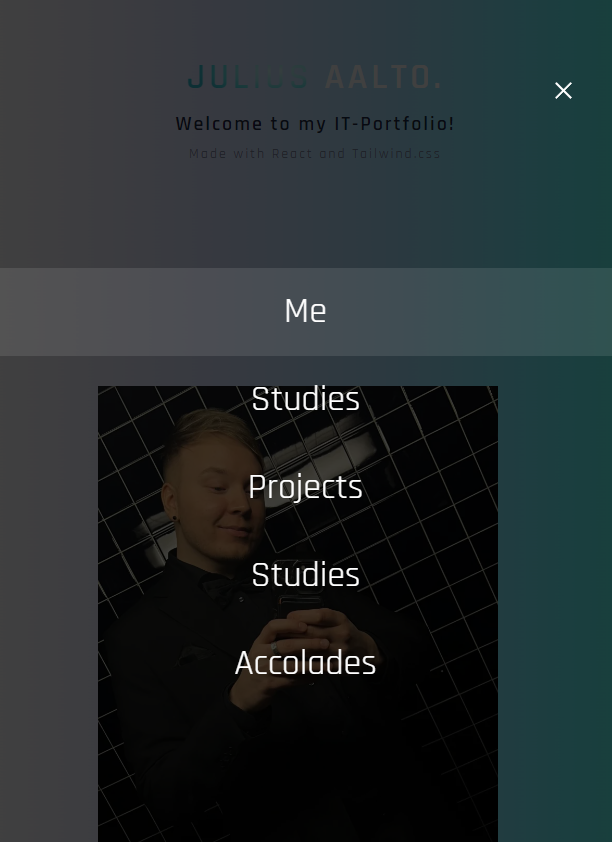 JULIUS AALTO.
Welcome to my IT-Portfolio!
Made with React and Tailwind.css
Me
Studies
Projects
Studies
Accolades